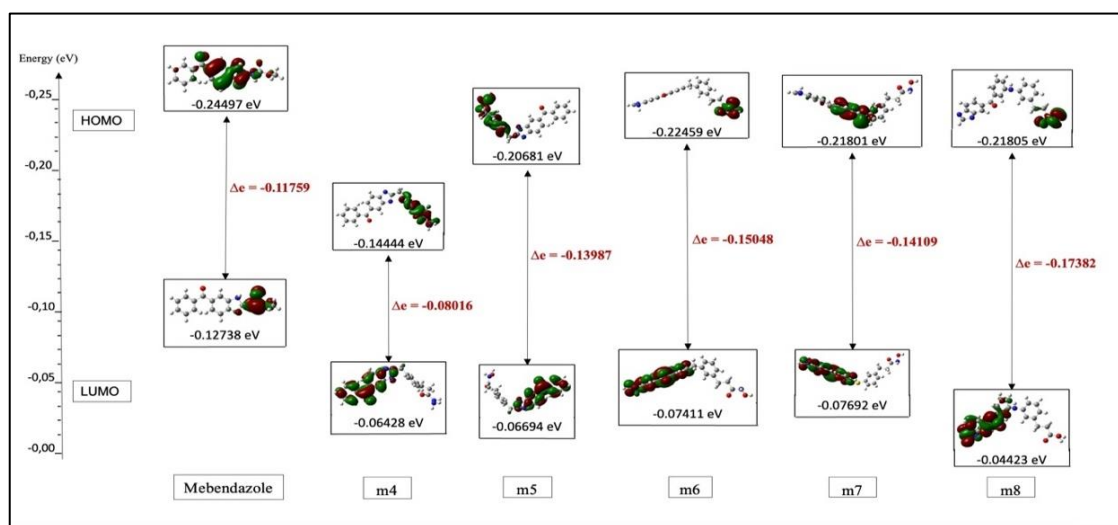 Energy (eV)
-0,25
-0,20
-0,15
-0,10
-0,05
-0,00
HOMO
LUMO
-0.24497 eV
Δe = -0.11759
-0.12738 eV
Mebendazole
-0.14444 eV
Δe = -0.08016
-0.06428 eV
m4
-0.20681 eV
Δe = -0.13987
-0.06694 eV
m5
-0.22459 eV
Δe = -0.15048
-0.07411 eV
m6
-0.21801 eV
Δe = -0.14109
-0.07692 eV
m7
-0.21805 eV
Δe = -0.17382
-0.04423 eV
m8